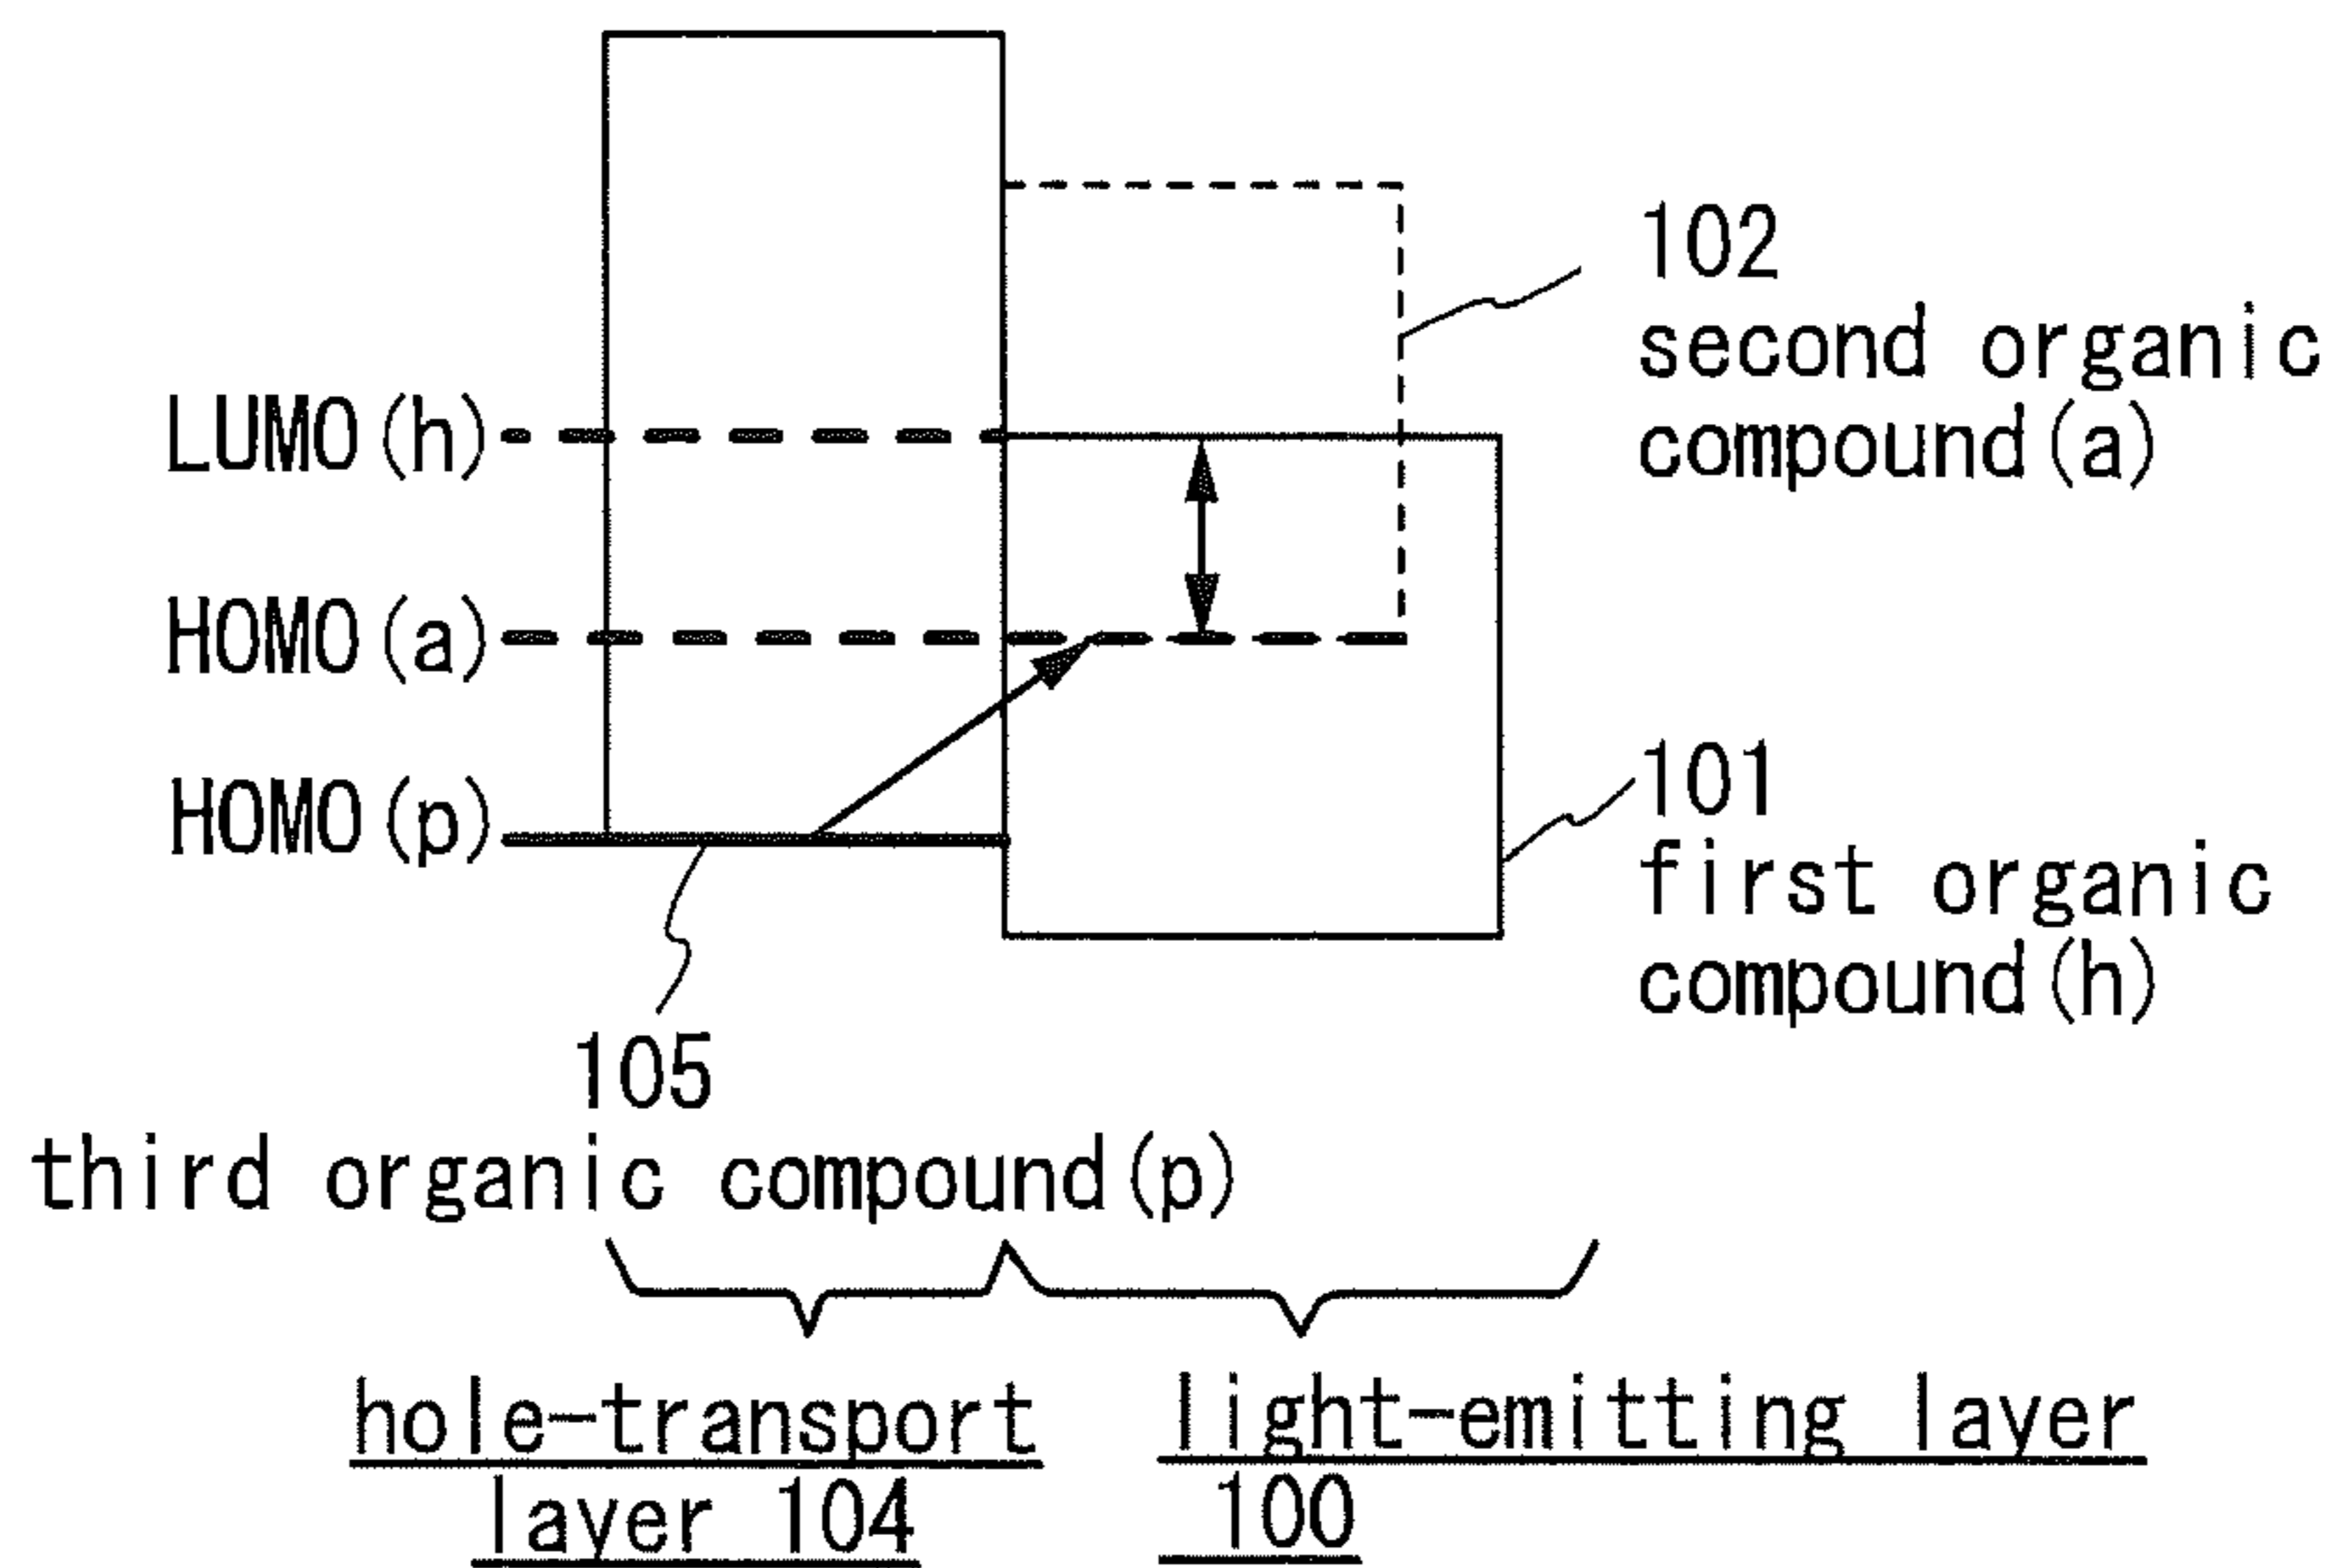 102
second organic
compound(a)
LUMO(h)
HOMO(a)
HOMO(p)
101
first organic
compound(h)
105
third organic compound(p)
hole-transport
layer 104
light-emitting layer
100